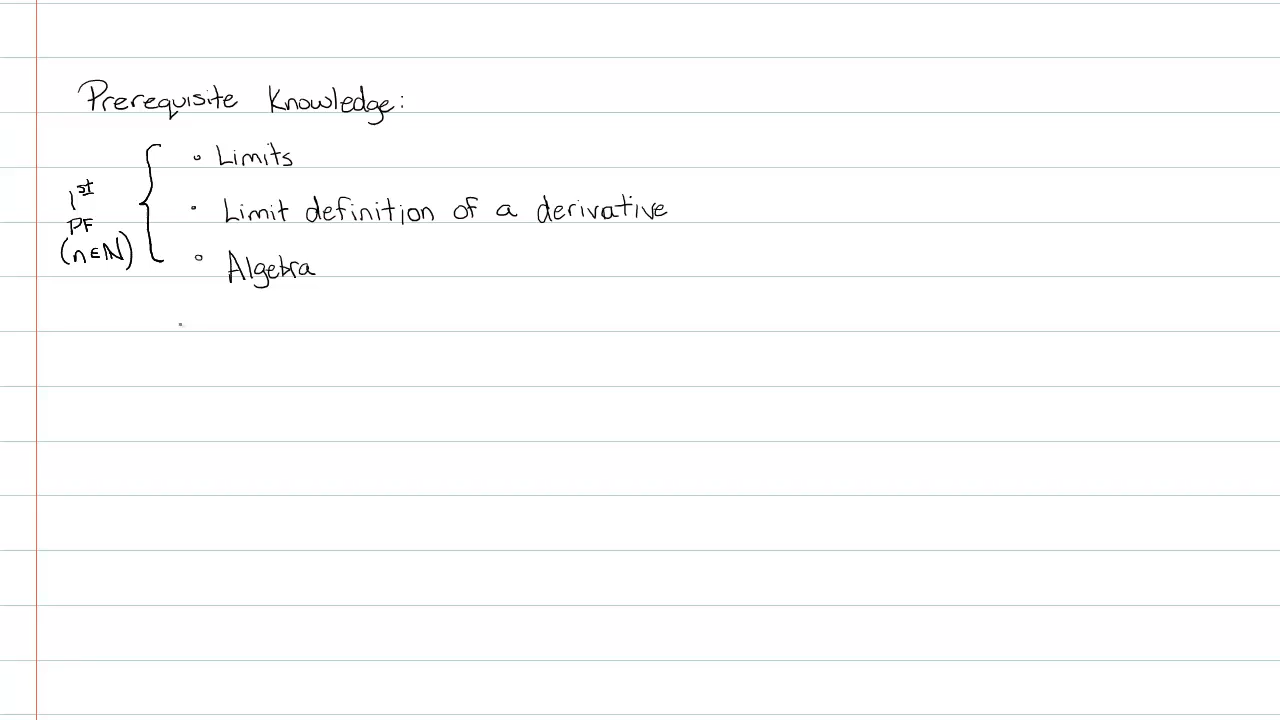 Prerequisite Knowledge:
• Limits
• Limit definition of a derivative
• Algebra
1st
PF
(n∈ℕ)